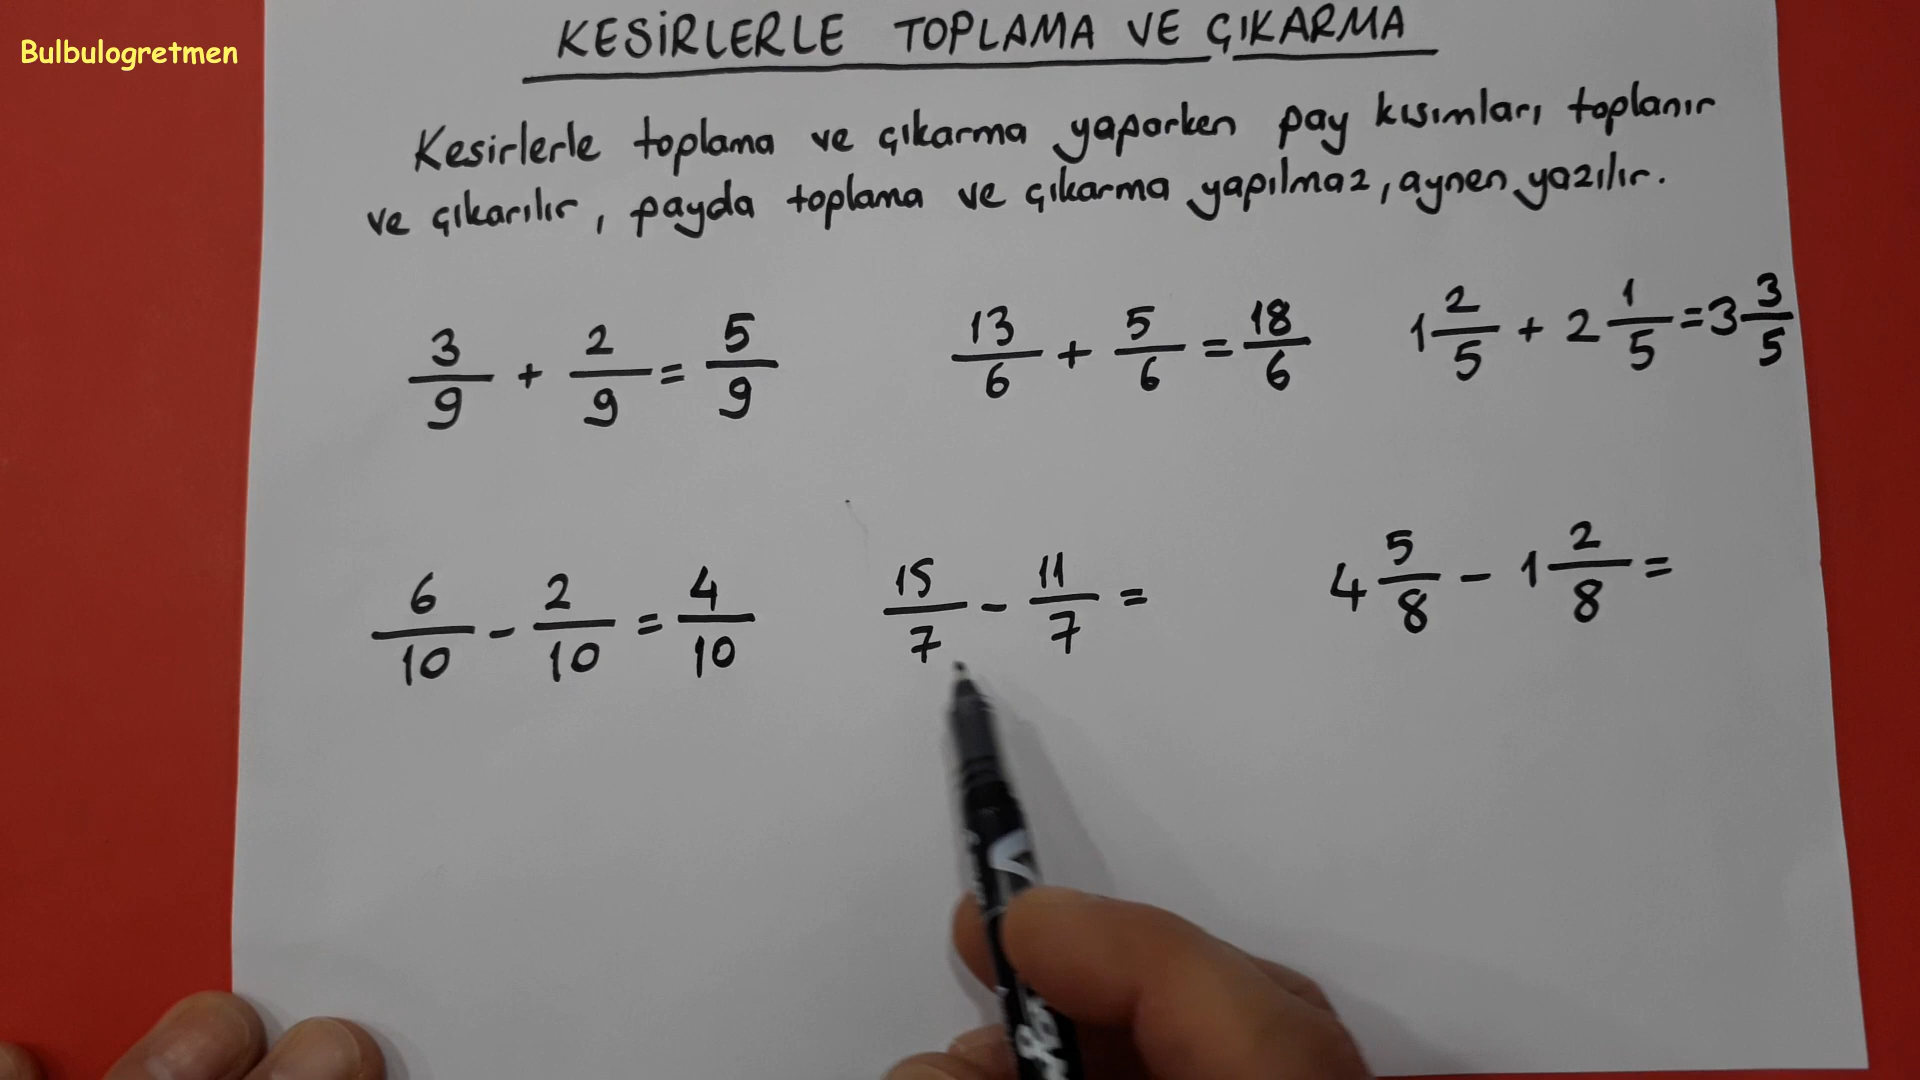 Bulbulogretmen
KESİRLERLE TOPLAMA VE ÇIKARMA
Kesirlerle toplama ve çıkarma yaparken pay kısımları toplanır
ve çıkarılır, payda toplama ve çıkarma yapılmaz, aynen yazılır.
3/9 + 2/9 = 5/9
13/6 + 5/6 = 18/6
1 2/5 + 2 1/5 = 3 3/5
6/10 - 2/10 = 4/10
15/7 - 11/7 =
4 5/8 - 1 2/8 =